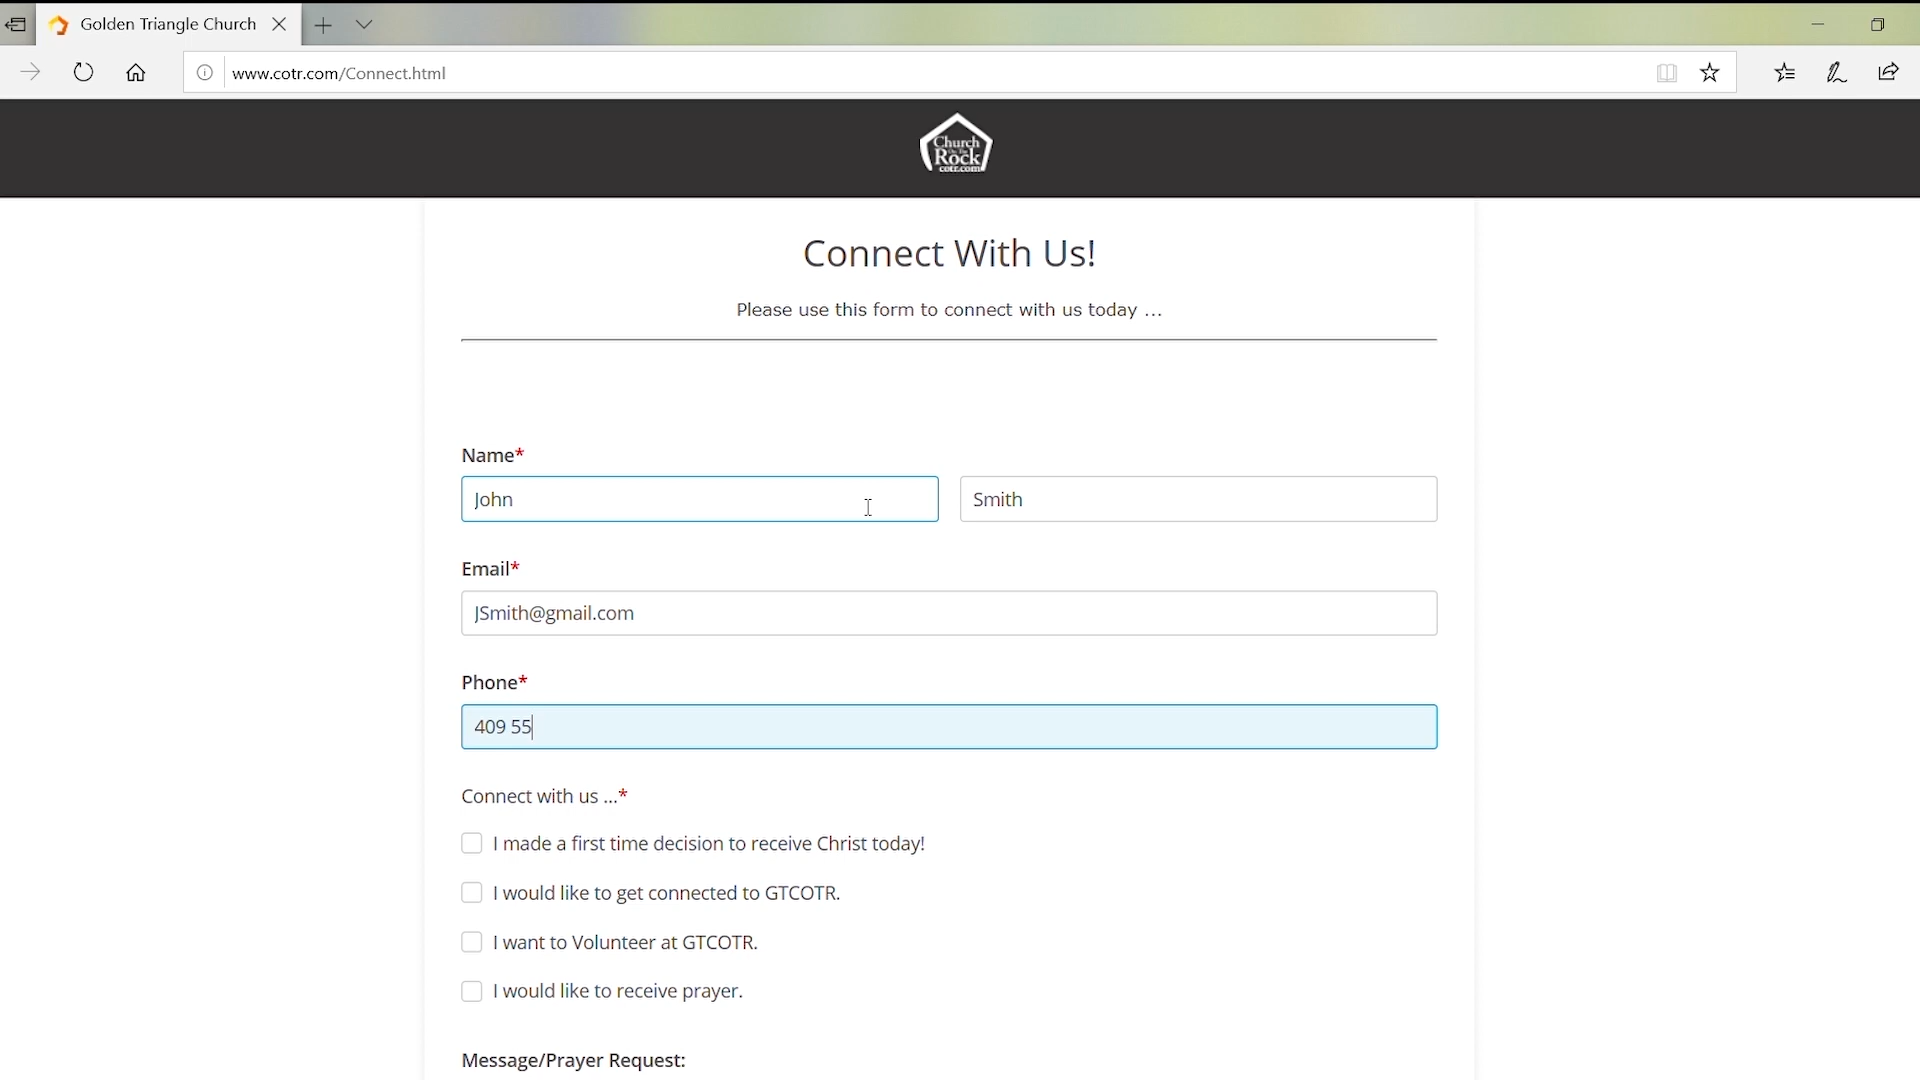 Golden Triangle Church
www.cotr.com/Connect.html
Church
On The
Rock
cotr.com
Connect With Us!
Please use this form to connect with us today ...
Name*
John
Smith
Email*
JSmith@gmail.com
Phone*
409 55
Connect with us ...*
I made a first time decision to receive Christ today!
I would like to get connected to GTCOTR.
I want to Volunteer at GTCOTR.
I would like to receive prayer.
Message/Prayer Request: